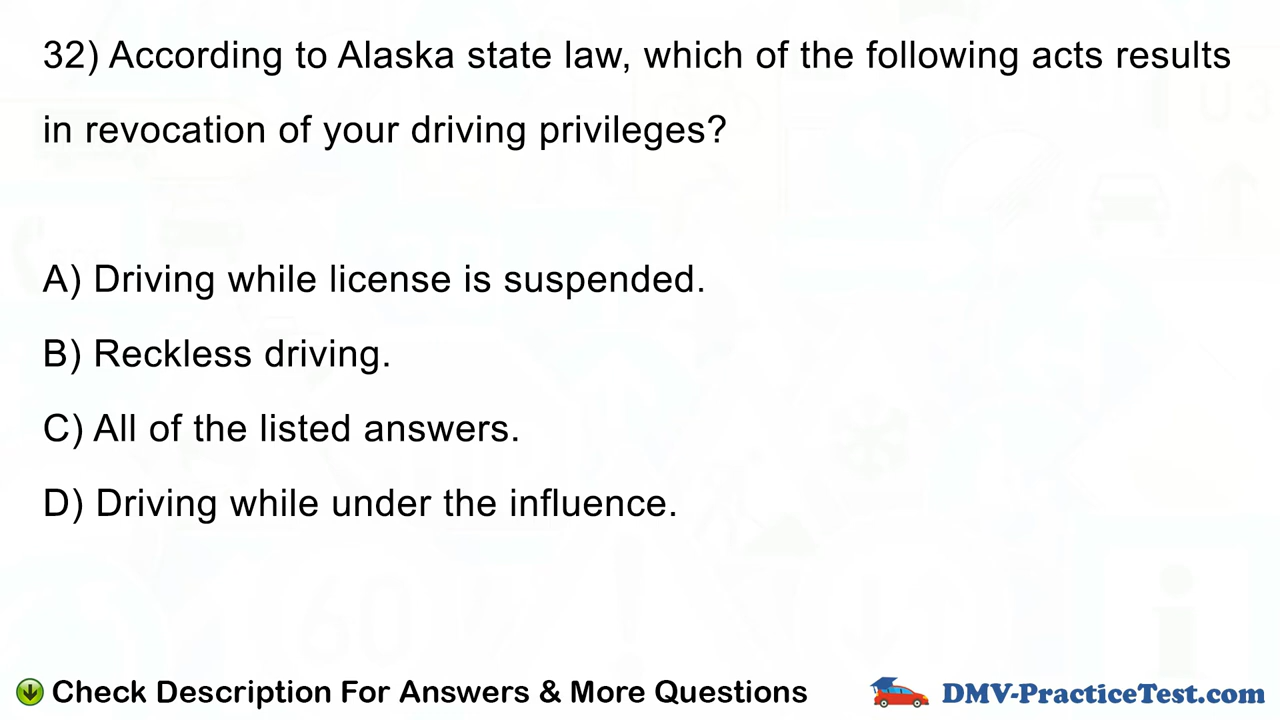 32) According to Alaska state law, which of the following acts results
in revocation of your driving privileges?
A) Driving while license is suspended.
B) Reckless driving.
C) All of the listed answers.
D) Driving while under the influence.
Check Description For Answers & More Questions
DMV-PracticeTest.com